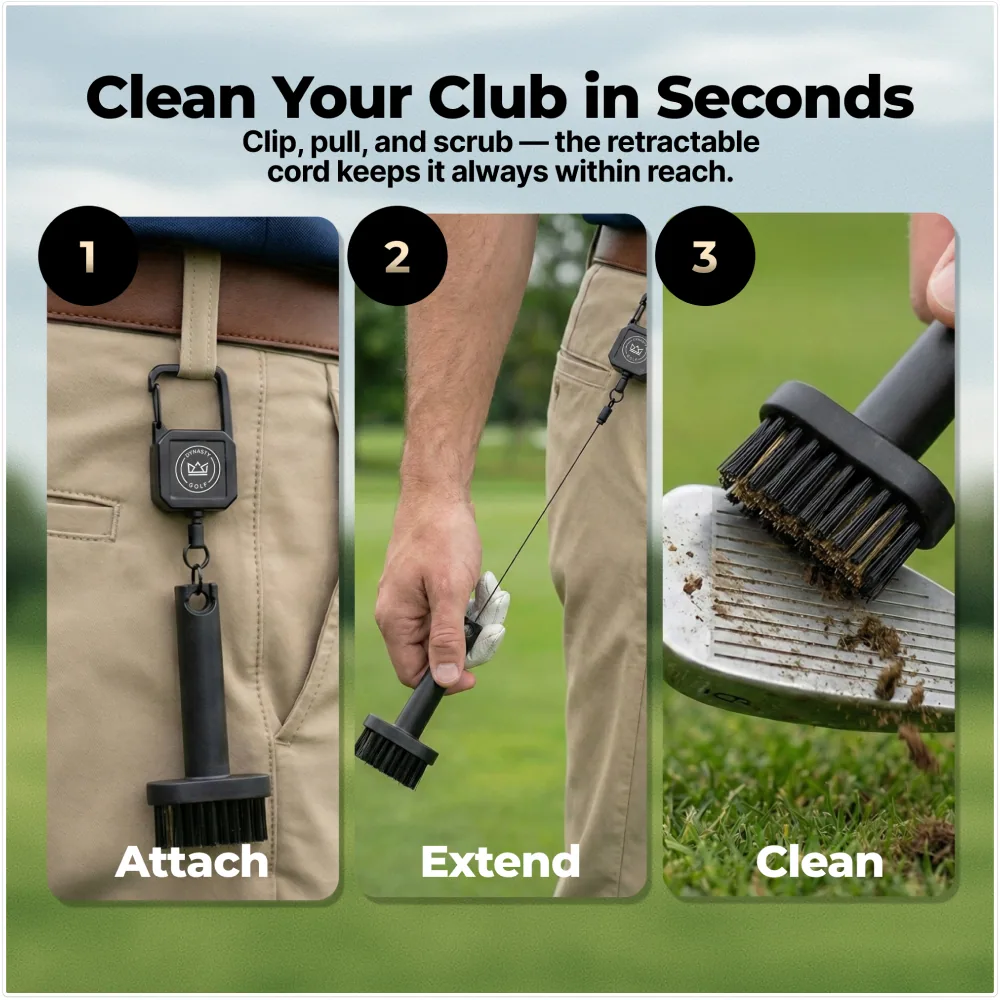 Clean Your Club in Seconds
Clip, pull, and scrub — the retractable
cord keeps it always within reach.
1
2
3
DYNASTY
GOLF
Attach
Extend
Clean